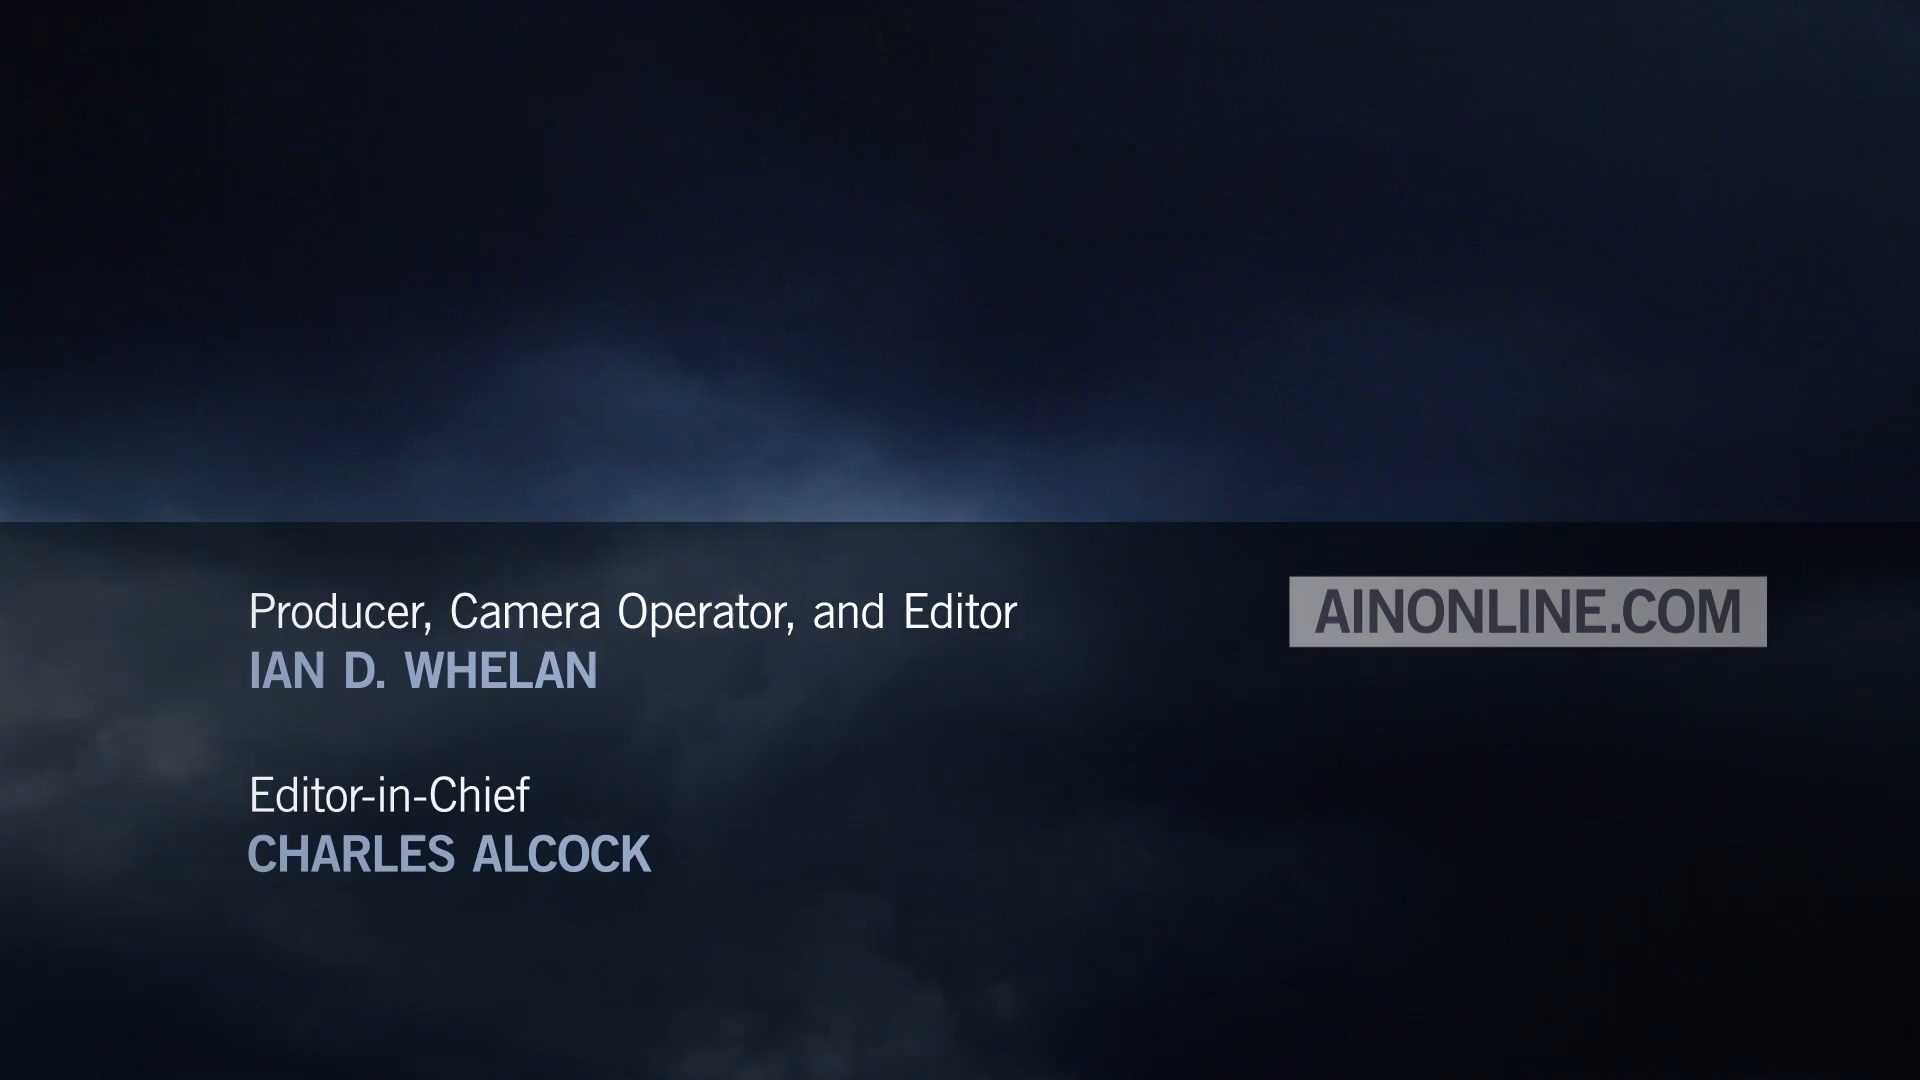 Producer, Camera Operator, and Editor
IAN D. WHELAN
Editor-in-Chief
CHARLES ALCOCK
AINONLINE.COM